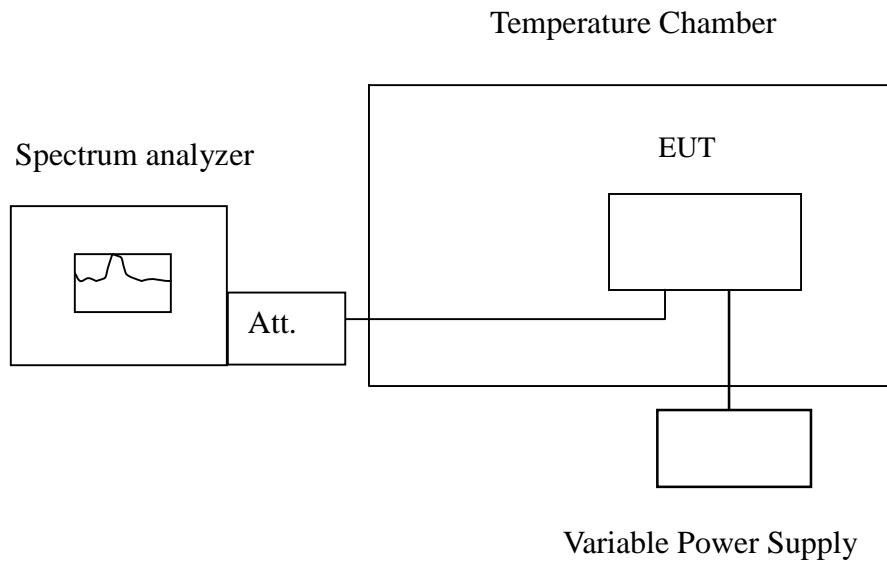 Temperature Chamber
Spectrum analyzer
EUT
Att.
Variable Power Supply